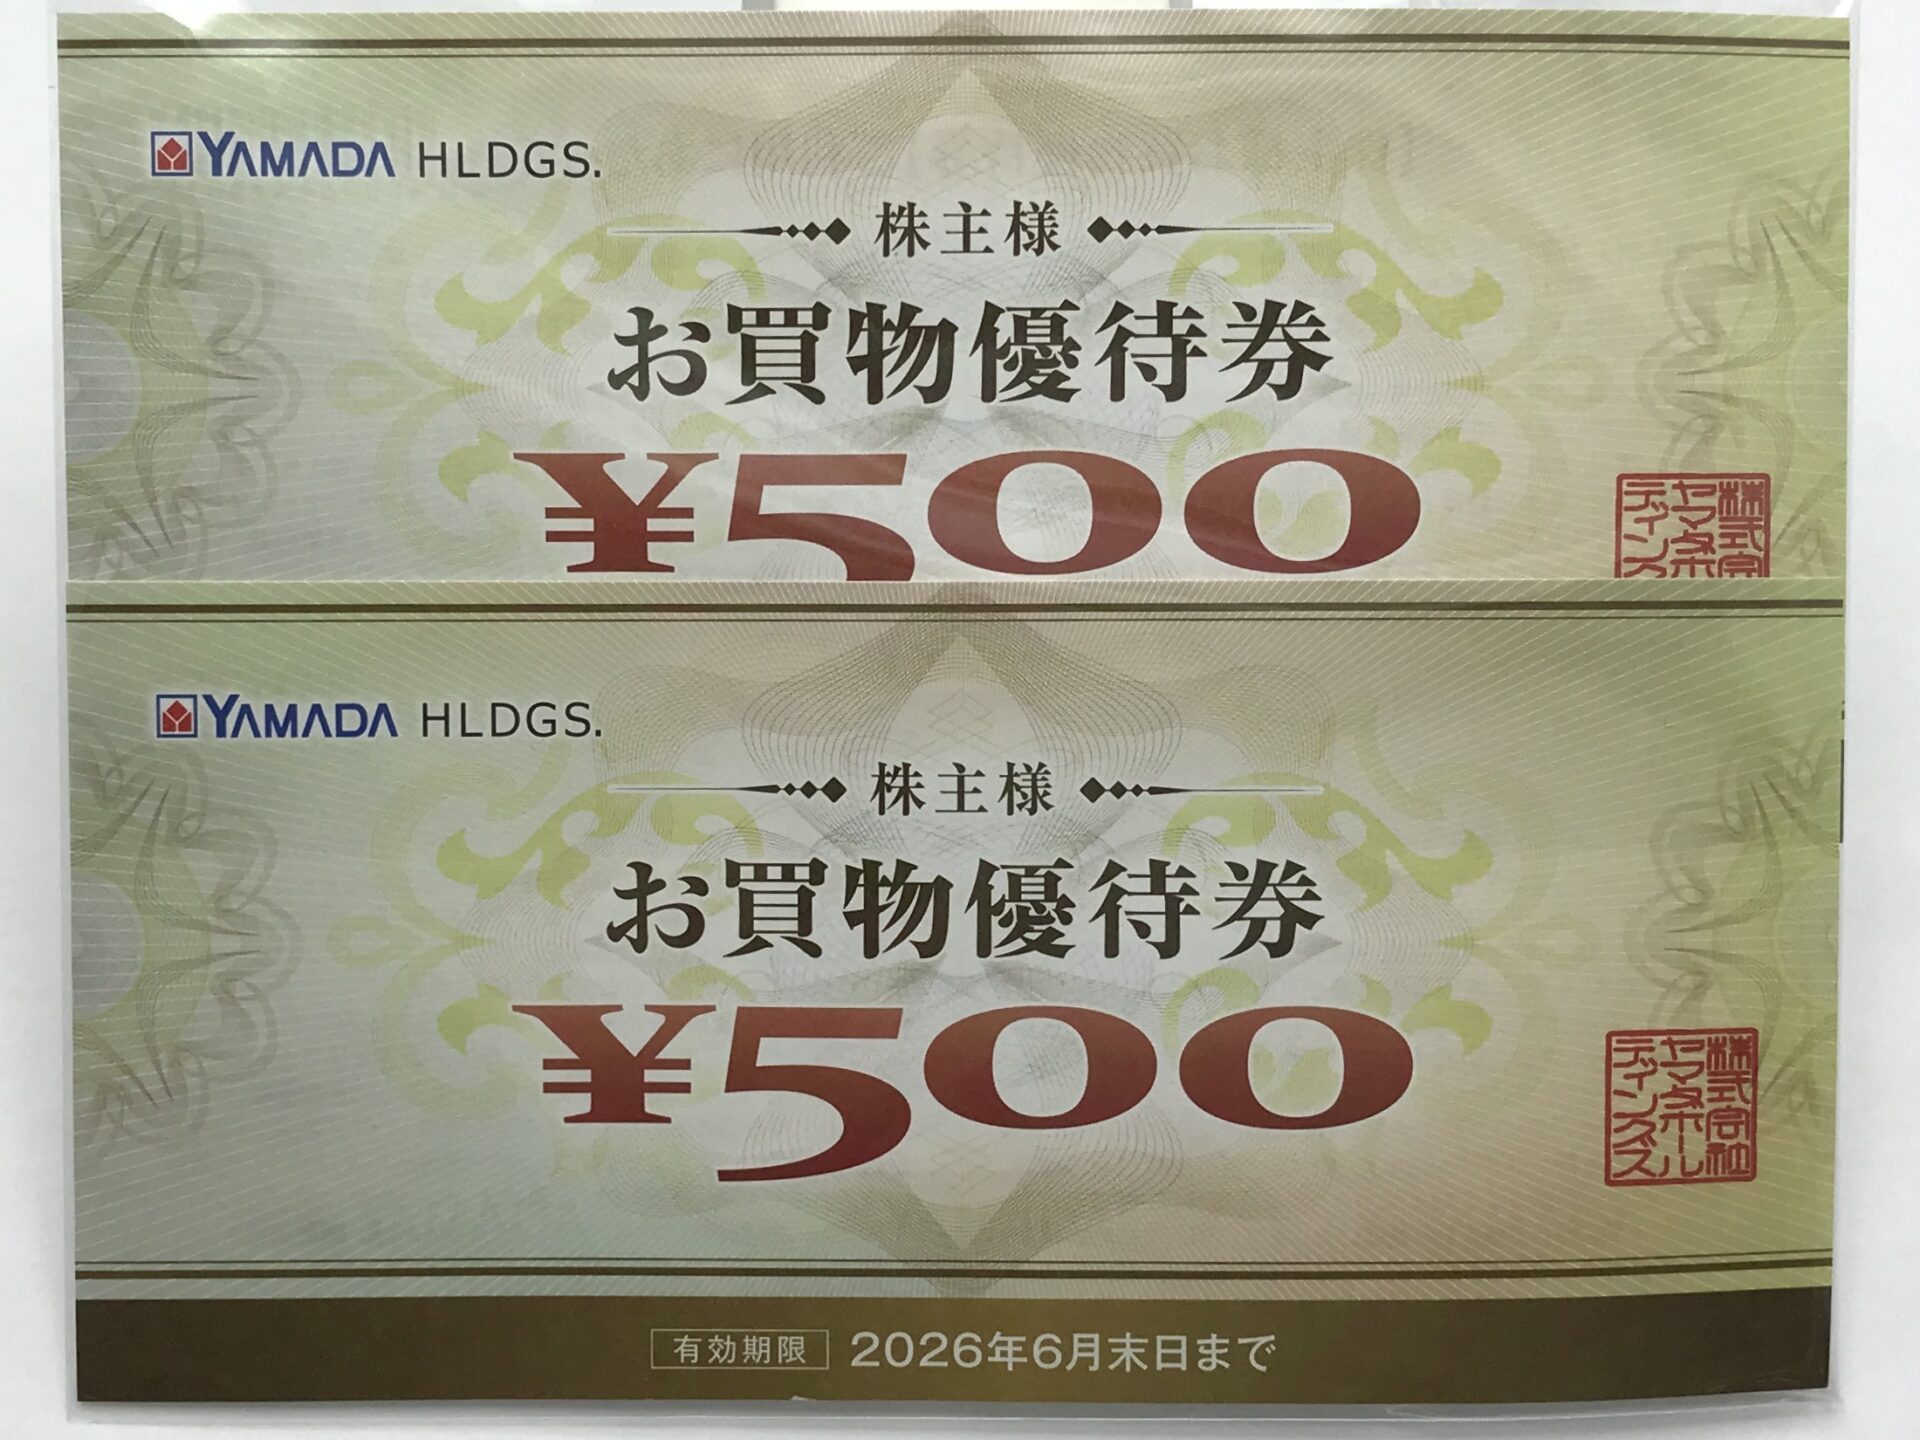 YAMADA HLDGS.
株主様
お買物優待券
¥500
YAMADA HLDGS.
株主様
お買物優待券
¥500
株式会社
ヤマダホール
ディングス
有効期限 2026年6月末日まで